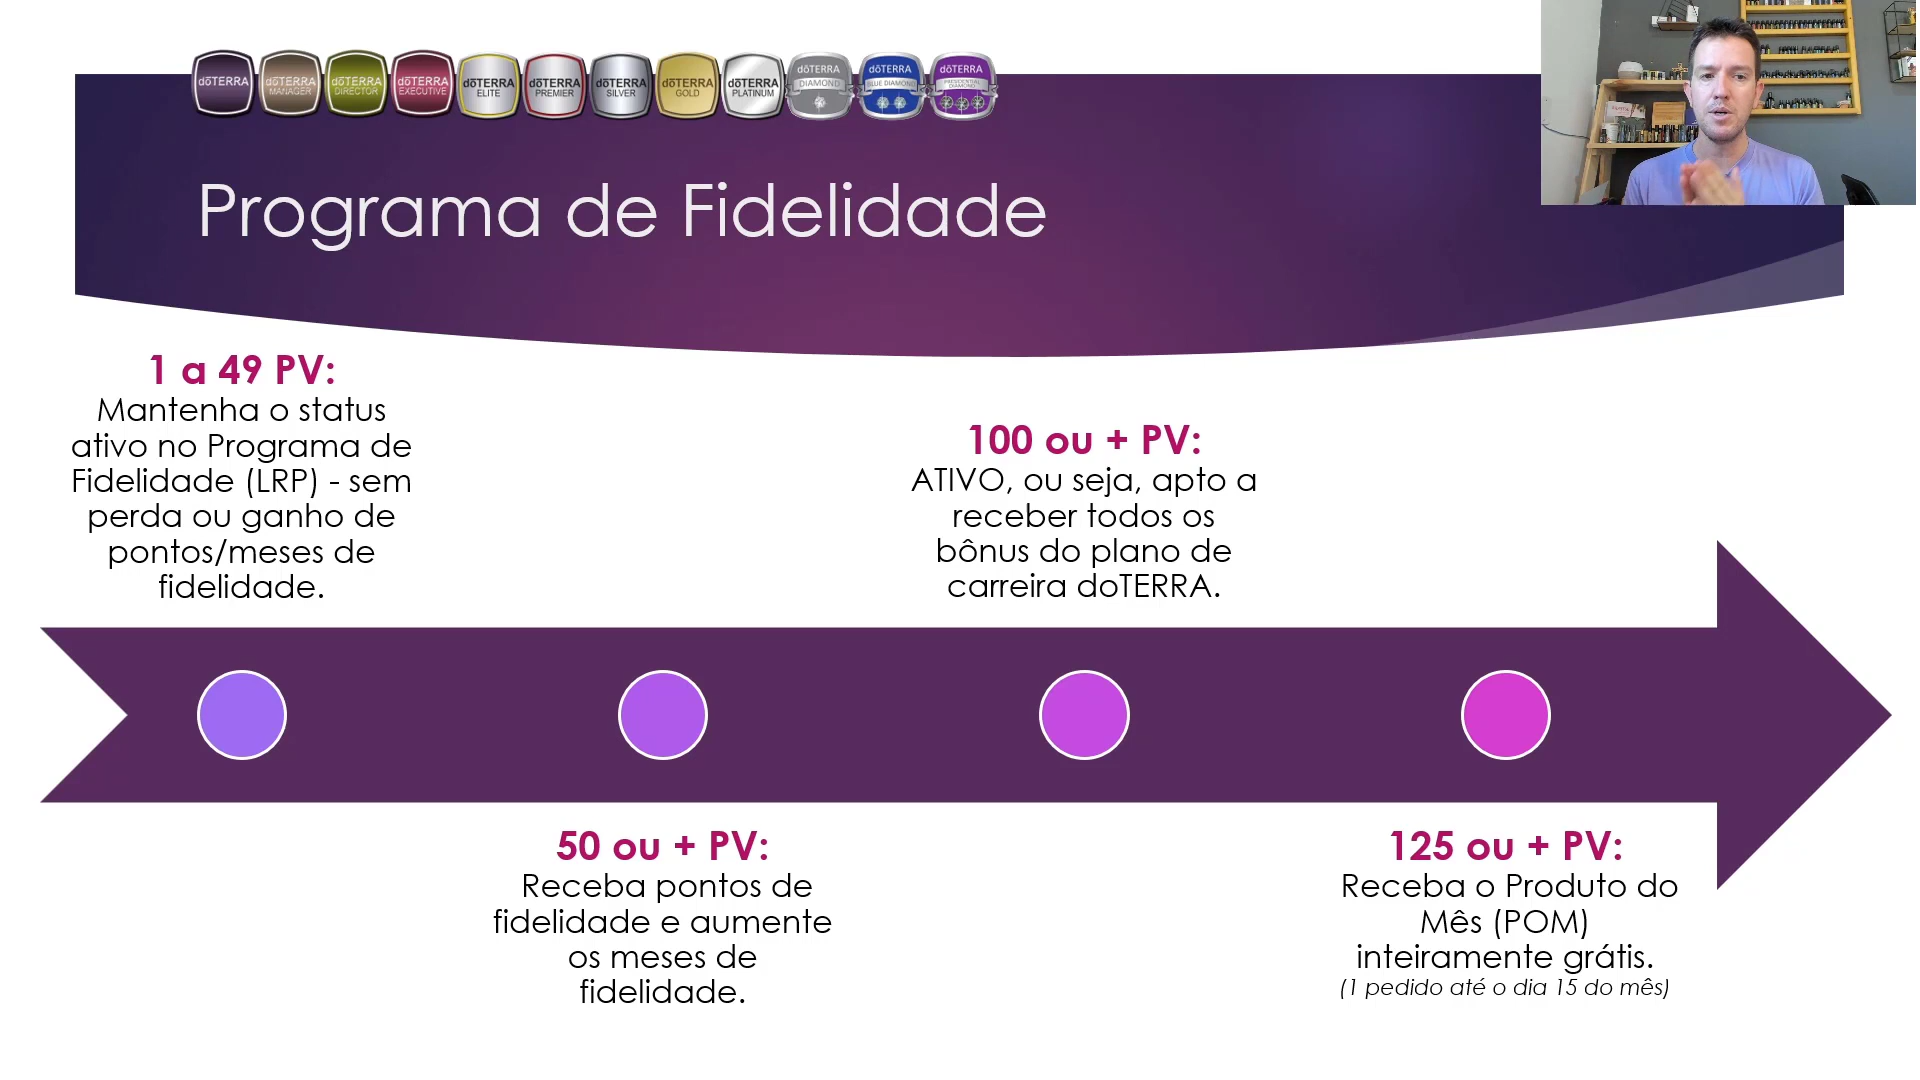 dōTERRA
dōTERRA
MANAGER
dōTERRA
DIRECTOR
dōTERRA
EXECUTIVE
dōTERRA
ELITE
dōTERRA
PREMIER
dōTERRA
SILVER
dōTERRA
GOLD
dōTERRA
PLATINUM
dōTERRA
DIAMOND
dōTERRA
BLUE DIAMOND
dōTERRA
PRESIDENTIAL
DIAMOND
Programa de Fidelidade
1 a 49 PV:
Mantenha o status
ativo no Programa de
Fidelidade (LRP) - sem
perda ou ganho de
pontos/meses de
fidelidade.
50 ou + PV:
Receba pontos de
fidelidade e aumente
os meses de
fidelidade.
100 ou + PV:
ATIVO, ou seja, apto a
receber todos os
bônus do plano de
carreira doTERRA.
125 ou + PV:
Receba o Produto do
Mês (POM)
inteiramente grátis.
(1 pedido até o dia 15 do mês)